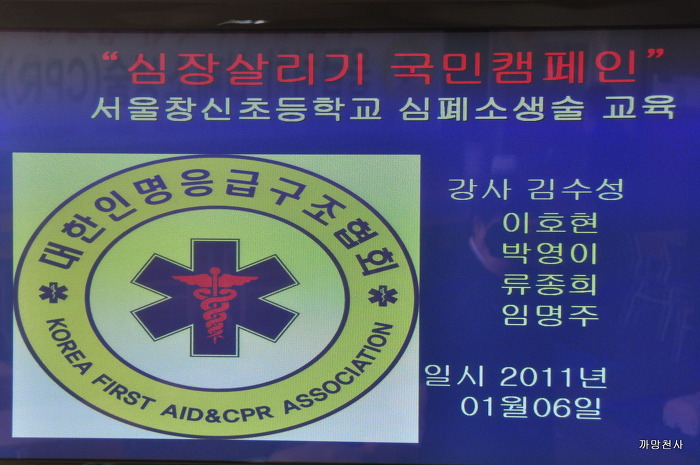 “심장살리기 국민캠페인”
서울창신초등학교 심폐소생술 교육
대한인명응급구조협회
KOREA FIRST AID&CPR ASSOCIATION
강사 김수성
이호현
박영이
류종희
임명주
일시 2011년
01월06일
까망천사